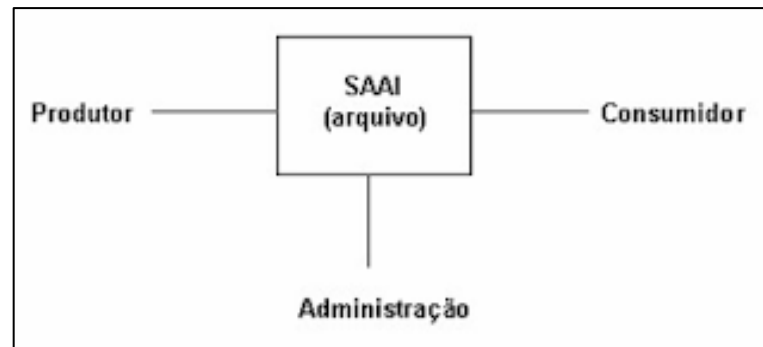 SAAI
(arquivo)
Produtor
Consumidor
Administração